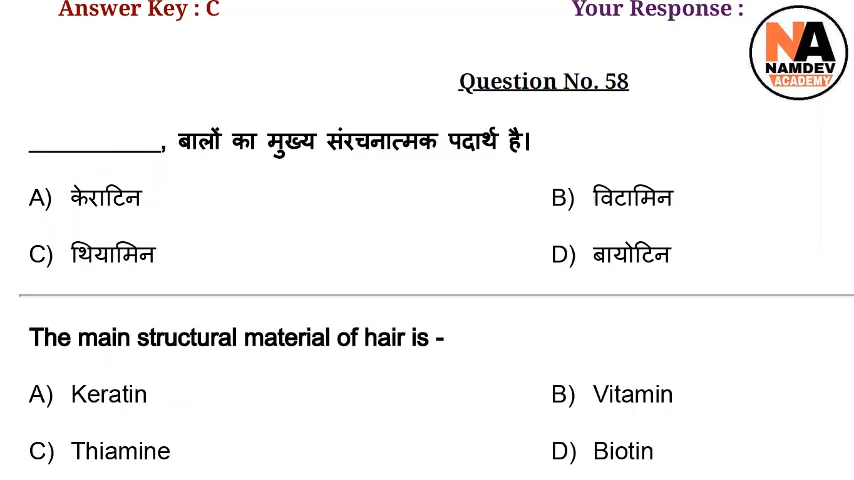 Answer Key : C Your Response :
NA
NAMDEV
ACADEMY
Question No. 58
___________, बालों का मुख्य संरचनात्मक पदार्थ है।
A) केराटिन B) विटामिन
C) थियामिन D) बायोटिन
The main structural material of hair is -
A) Keratin B) Vitamin
C) Thiamine D) Biotin